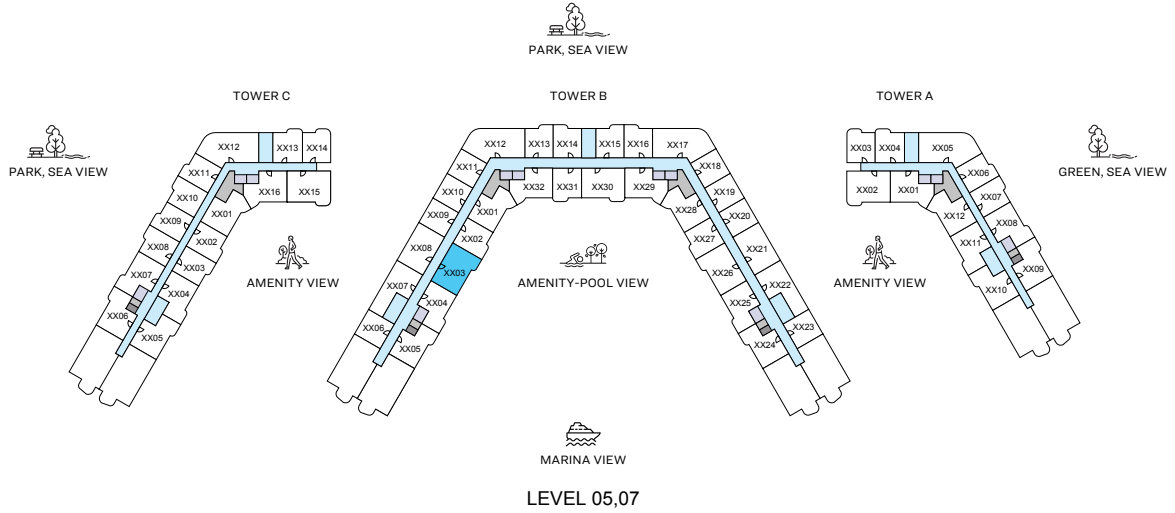 PARK, SEA VIEW
TOWER C
TOWER B
TOWER A
PARK, SEA VIEW
GREEN, SEA VIEW
XX12
XX13
XX14
XX11
XX10
XX09
XX08
XX07
XX06
XX05
XX04
XX03
XX02
XX01
XX16
XX15
XX12
XX13
XX14
XX15
XX16
XX17
XX11
XX10
XX09
XX08
XX07
XX06
XX05
XX04
XX03
XX02
XX01
XX32
XX31
XX30
XX29
XX28
XX27
XX26
XX25
XX24
XX18
XX19
XX20
XX21
XX22
XX23
XX03
XX04
XX05
XX02
XX01
XX06
XX07
XX08
XX09
XX12
XX11
XX10
AMENITY VIEW
AMENITY-POOL VIEW
AMENITY VIEW
MARINA VIEW
LEVEL 05,07